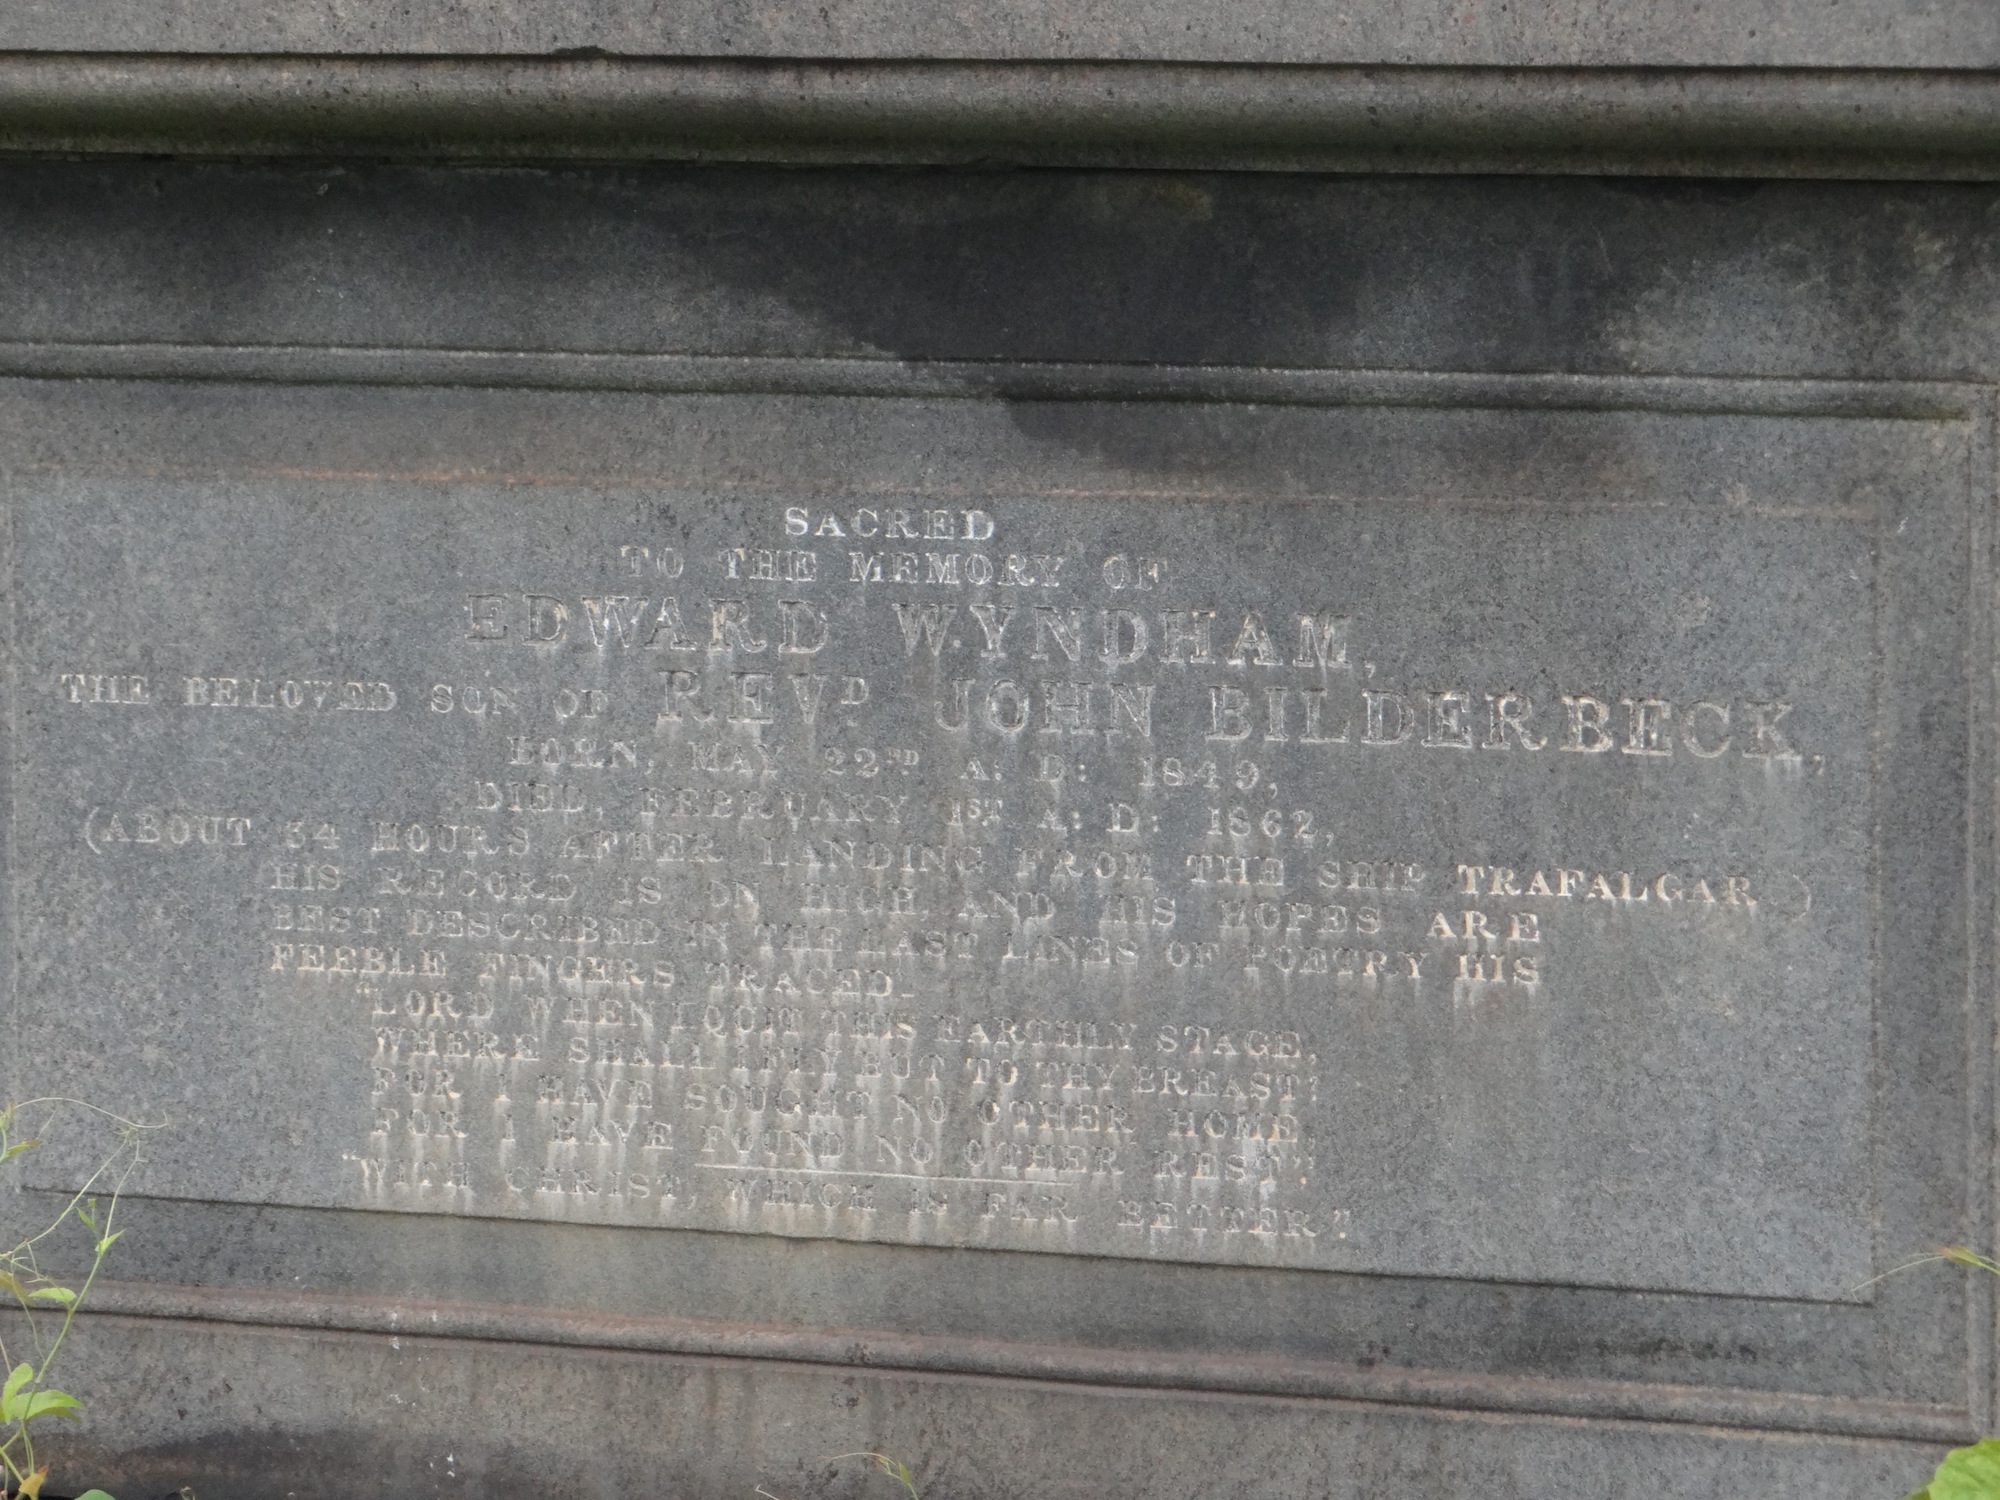 SACRED
TO THE MEMORY OF
EDWARD WYNDHAM,
THE BELOVED SON OF REVD. JOHN BILDERBECK,
BORN, MAY 22ND. A: D: 1849,
DIED, FEBRUARY 1ST. A: D: 1862,
(ABOUT 34 HOURS AFTER LANDING FROM THE SHIP TRAFALGAR)
HIS RECORD IS ON HIGH, AND HIS HOPES ARE
BEST DESCRIBED IN THE LAST LINES OF POETRY HIS
FEEBLE FINGERS TRACED.
"LORD WHEN I QUIT THIS EARTHLY STAGE,
WHERE SHALL I FLY BUT TO THY BREAST!
FOR I HAVE SOUGHT NO OTHER HOME,
FOR I HAVE FOUND NO OTHER REST".
"WITH CHRIST, WHICH IS FAR BETTER."